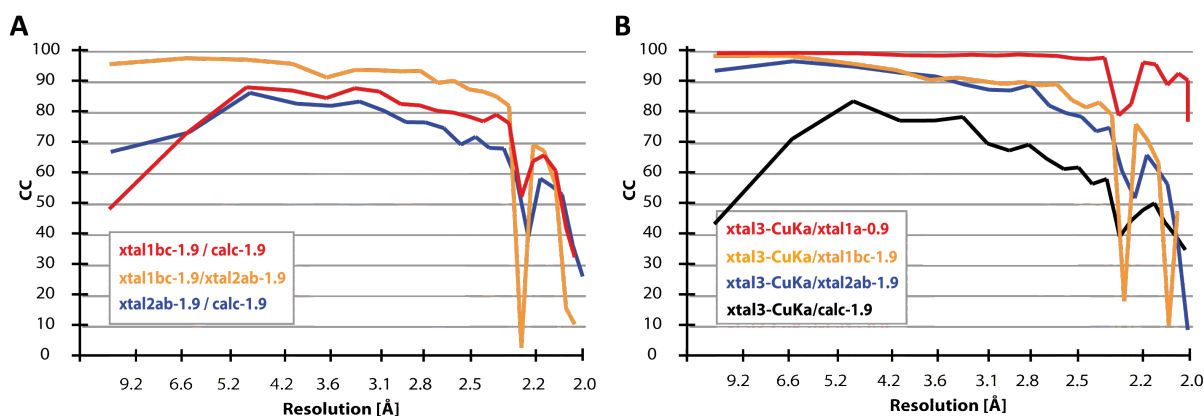 A
100
90
80
70
60
50
40
30
20
10
0
CC
xtal1bc-1.9 / calc-1.9
xtal1bc-1.9/xtal2ab-1.9
xtal2ab-1.9 / calc-1.9
9.2 6.6 5.2 4.2 3.6 3.1 2.8 2.5 2.2 2.0
Resolution [Å]
B
100
90
80
70
60
50
40
30
20
10
0
CC
xtal3-CuKa/xtal1a-0.9
xtal3-CuKa/xtal1bc-1.9
xtal3-CuKa/xtal2ab-1.9
xtal3-CuKa/calc-1.9
9.2 6.6 5.2 4.2 3.6 3.1 2.8 2.5 2.2 2.0
Resolution [Å]